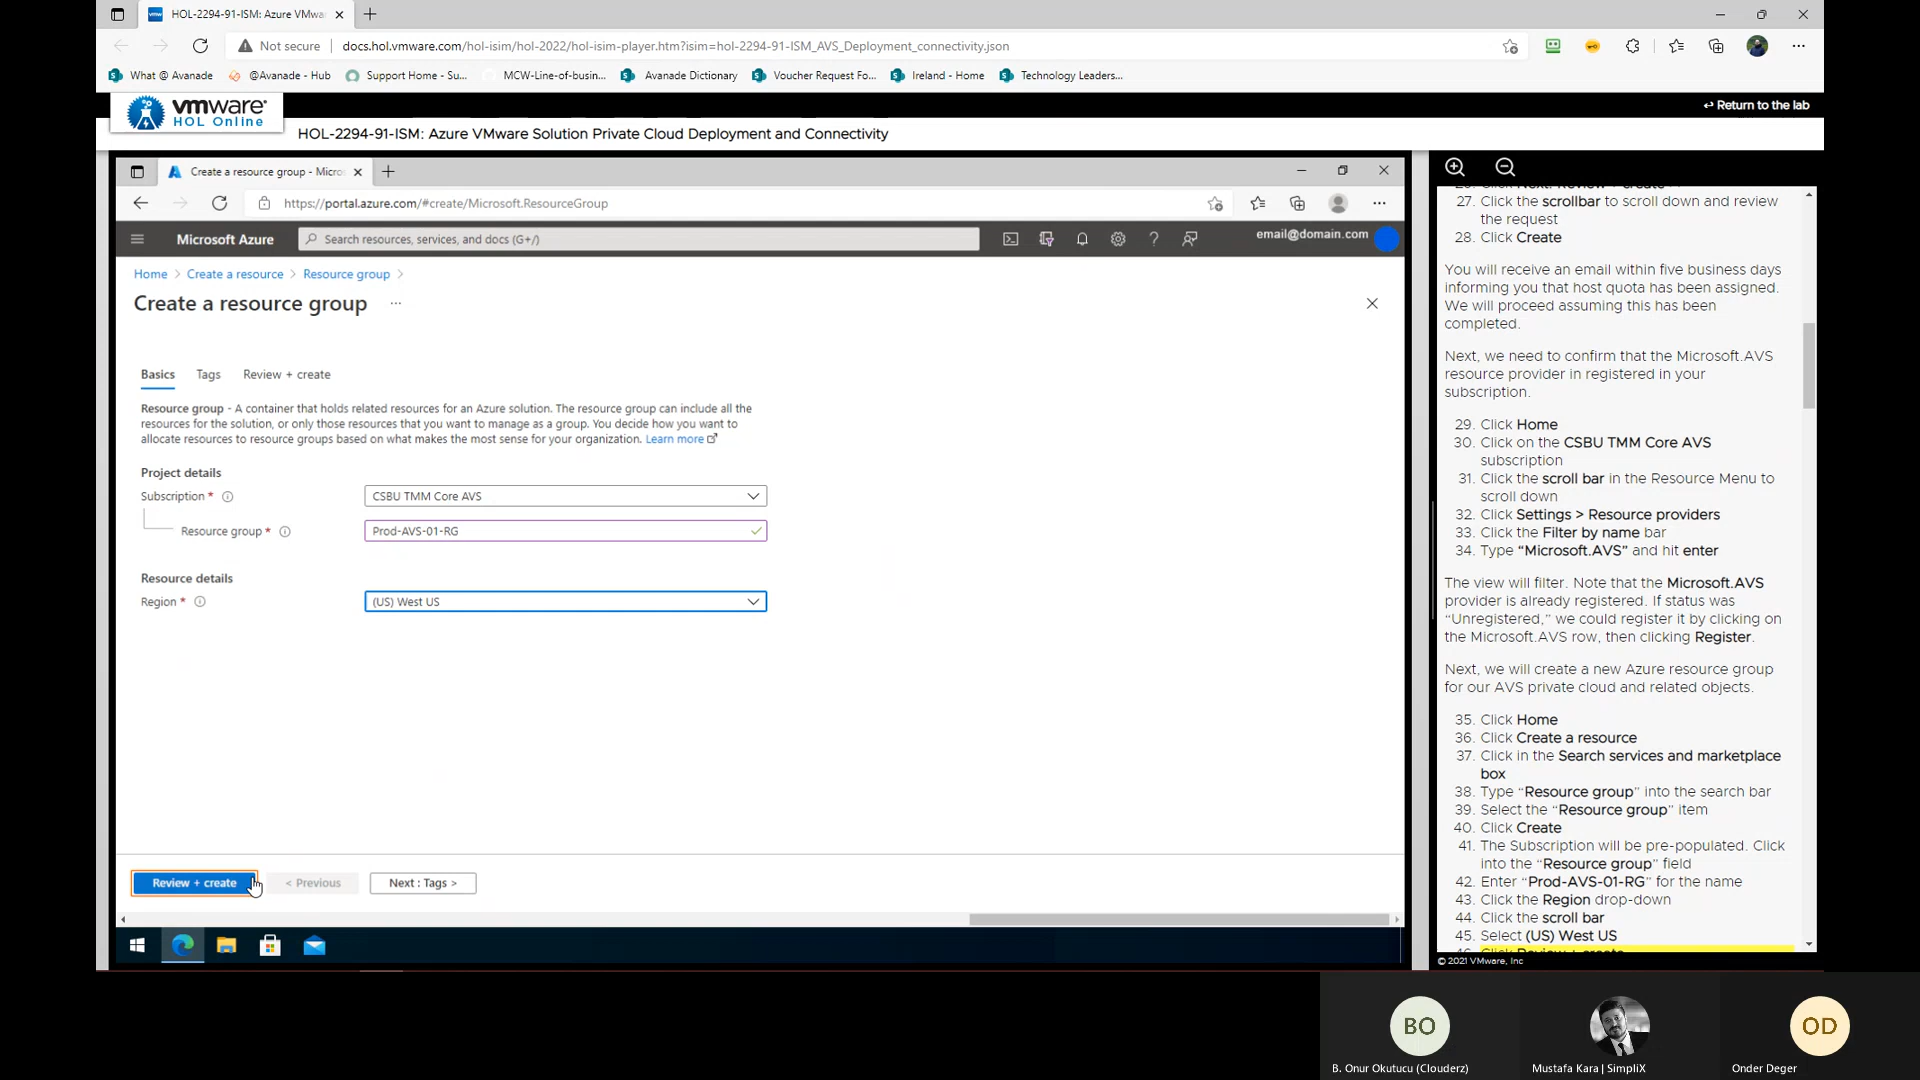 HOL-2294-91-ISM: Azure VMwa
Not secure
docs.hol.vmware.com/hol-isim/hol-2022/hol-isim-player.htm?isim=hol-2294-91-ISM_AVS_Deployment_connectivity.json
What @ Avanade
@Avanade - Hub
Support Home - Su...
MCW-Line-of-busin...
Avanade Dictionary
Voucher Request Fo...
Ireland - Home
Technology Leaders...
vmware
HOL Online
Return to the lab
HOL-2294-91-ISM: Azure VMware Solution Private Cloud Deployment and Connectivity
Create a resource group - Micro
https://portal.azure.com/#create/Microsoft.ResourceGroup
Microsoft Azure
Search resources, services, and docs (G+/)
email@domain.com
Home > Create a resource > Resource group >
Create a resource group ...
Basics
Tags
Review + create
Resource group - A container that holds related resources for an Azure solution. The resource group can include all the
resources for the solution, or only those resources that you want to manage as a group. You decide how you want to
allocate resources to resource groups based on what makes the most sense for your organization. Learn more
Project details
Subscription *
CSBU TMM Core AVS
Resource group *
Prod-AVS-01-RG
Resource details
Region *
(US) West US
Review + create
< Previous
Next : Tags >
26. Click Next: Review + create
27. Click the scrollbar to scroll down and review
the request
28. Click Create
You will receive an email within five business days
informing you that host quota has been assigned.
We will proceed assuming this has been
completed.
Next, we need to confirm that the Microsoft.AVS
resource provider in registered in your
subscription.
29. Click Home
30. Click on the CSBU TMM Core AVS
subscription
31. Click the scroll bar in the Resource Menu to
scroll down
32. Click Settings > Resource providers
33. Click the Filter by name bar
34. Type “Microsoft.AVS” and hit enter
The view will filter. Note that the Microsoft.AVS
provider is already registered. If status was
“Unregistered,” we could register it by clicking on
the Microsoft.AVS row, then clicking Register.
Next, we will create a new Azure resource group
for our AVS private cloud and related objects.
35. Click Home
36. Click Create a resource
37. Click in the Search services and marketplace
box
38. Type “Resource group” into the search bar
39. Select the “Resource group” item
40. Click Create
41. The Subscription will be pre-populated. Click
into the “Resource group” field
42. Enter “Prod-AVS-01-RG” for the name
43. Click the Region drop-down
44. Click the scroll bar
45. Select (US) West US
46. Click Review + create
© 2021 VMware, Inc
BO
OD
B. Onur Okutucu (Clouderz)
Mustafa Kara | SimpliX
Onder Deger